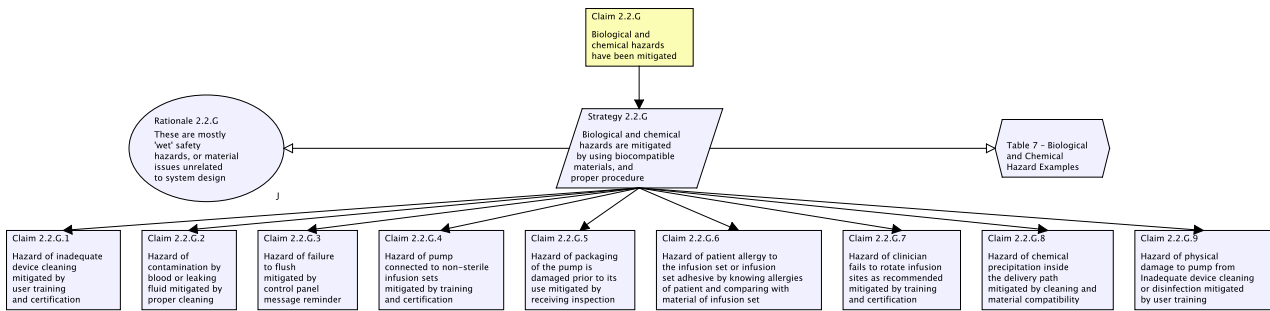 Claim 2.2.G
Biological and
chemical hazards
have been mitigated
Rationale 2.2.G
These are mostly
'wet' safety
hazards, or material
issues unrelated
to system design
J
Strategy 2.2.G
Biological and chemical
hazards are mitigated
by using biocompatible
materials, and
proper procedure
Table 7 - Biological
and Chemical
Hazard Examples
Claim 2.2.G.1
Hazard of inadequate
device cleaning
mitigated by
user training
and certification
Claim 2.2.G.2
Hazard of
contamination by
blood or leaking
fluid mitigated by
proper cleaning
Claim 2.2.G.3
Hazard of failure
to flush
mitigated by
control panel
message reminder
Claim 2.2.G.4
Hazard of pump
connected to non-sterile
infusion sets
mitigated by training
and certification
Claim 2.2.G.5
Hazard of packaging
of the pump is
damaged prior to its
use mitigated by
receiving inspection
Claim 2.2.G.6
Hazard of patient allergy to
the infusion set or infusion
set adhesive by knowing allergies
of patient and comparing with
material of infusion set
Claim 2.2.G.7
Hazard of clinician
fails to rotate infusion
sites as recommended
mitigated by training
and certification
Claim 2.2.G.8
Hazard of chemical
precipitation inside
the delivery path
mitigated by cleaning and
material compatibility
Claim 2.2.G.9
Hazard of physical
damage to pump from
Inadequate device cleaning
or disinfection mitigated
by user training